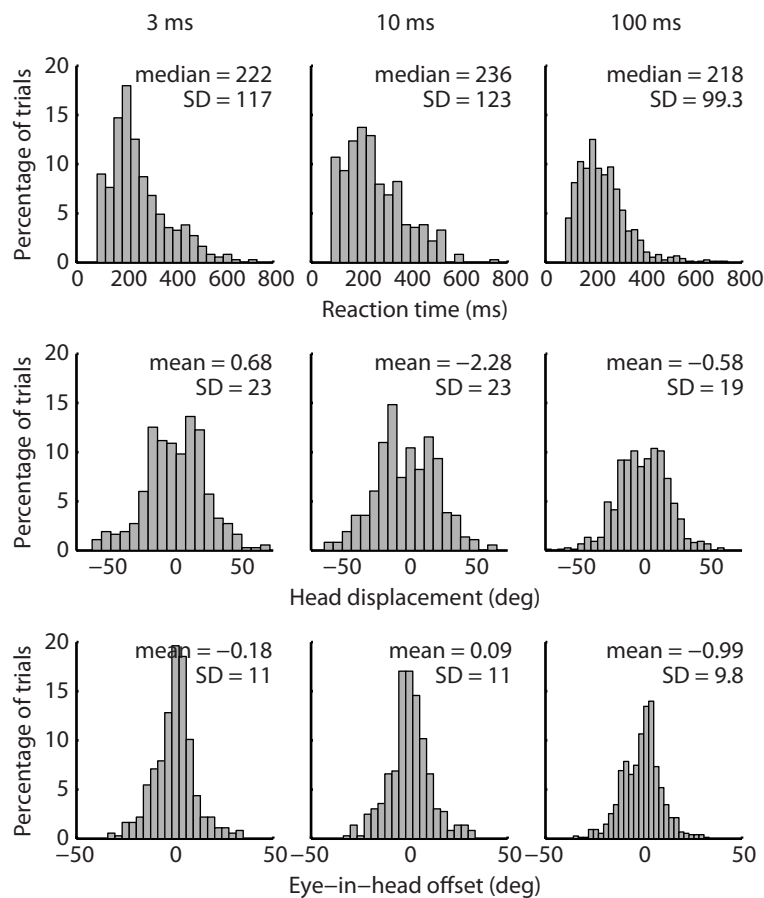 3 ms 10 ms 100 ms
Percentage of trials
20
15
10
5
0
median = 222
SD = 117
median = 236
SD = 123
median = 218
SD = 99.3
0 200 400 600 800 0 200 400 600 800 0 200 400 600 800
Reaction time (ms)
Percentage of trials
20
15
10
5
0
mean = 0.68
SD = 23
mean = −2.28
SD = 23
mean = −0.58
SD = 19
−50 0 50 −50 0 50 −50 0 50
Head displacement (deg)
Percentage of trials
20
15
10
5
0
mean = −0.18
SD = 11
mean = 0.09
SD = 11
mean = −0.99
SD = 9.8
−50 0 50 −50 0 50 −50 0 50
Eye−in−head offset (deg)